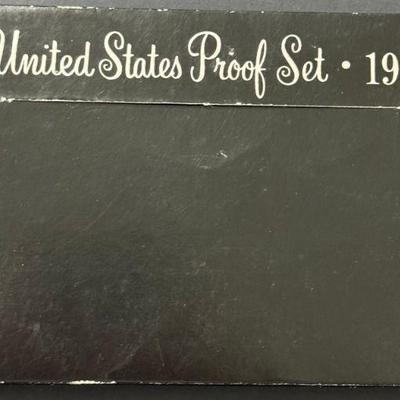 United States Proof Set · 19